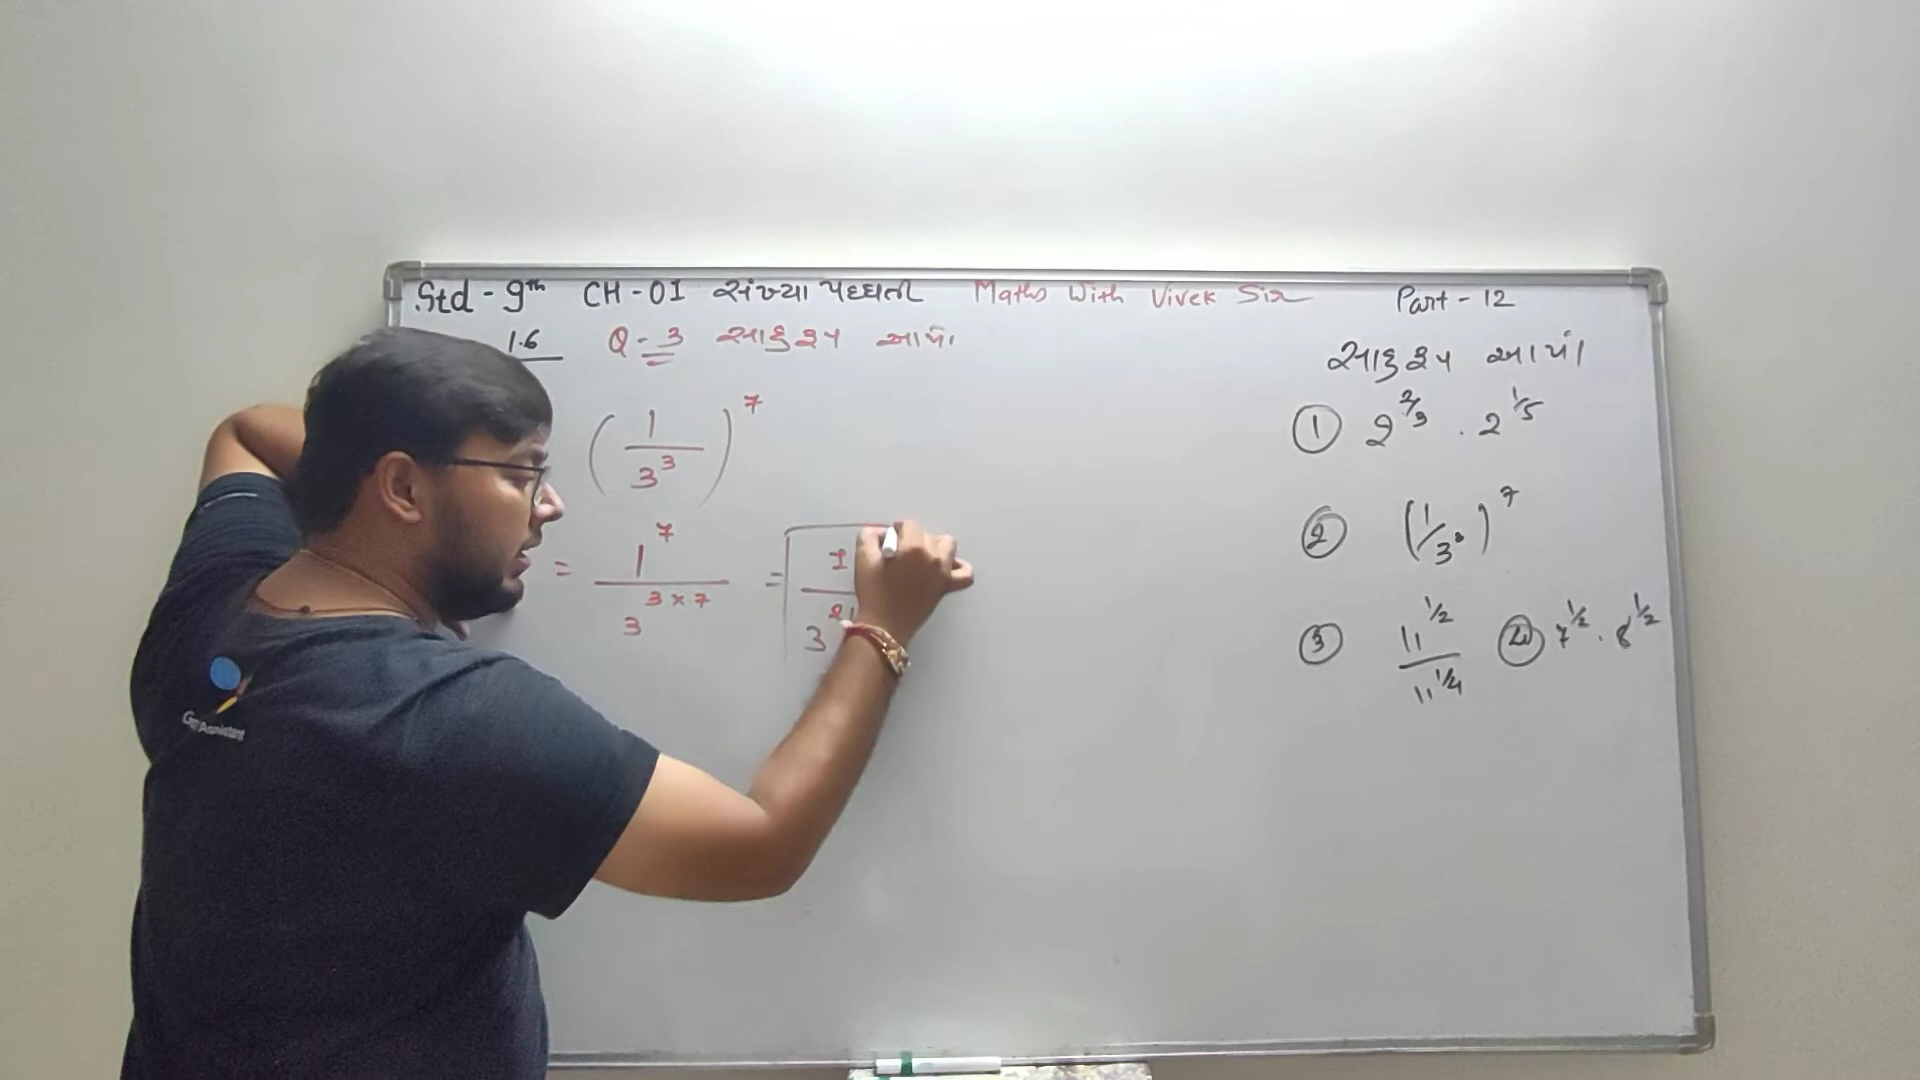 Std - 9th CH - 01 સંખ્યા પદ્ધતી Maths With Vivek Sir Part - 12
1.6 Q - 3 સાદુરૂપ આપો
(1/3^3)^7
= 1^7/3^(3×7) = 1/3^21
સાદુરૂપ આપો
① 2^(2/3) . 2^(1/5)
② (1/3^3)^7
③ 11^(1/2)/11^(1/4) ④ 7^(1/2) . 8^(1/2)